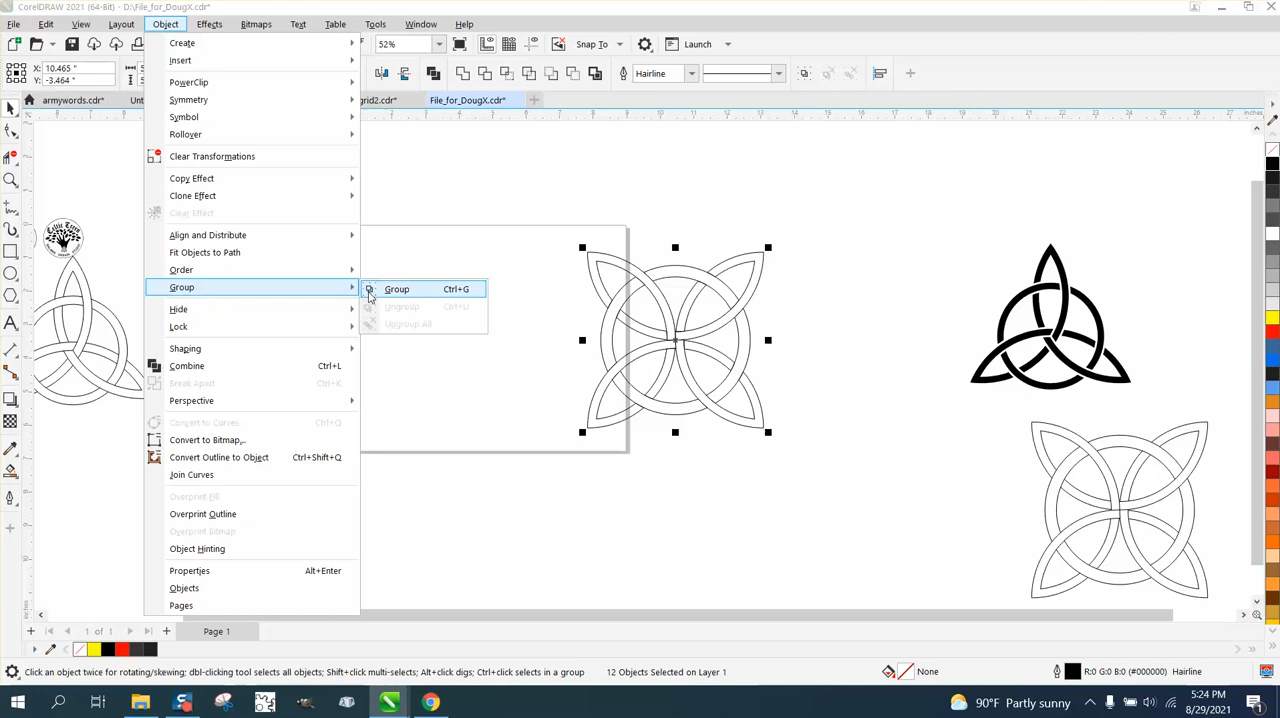 CorelDRAW 2021 (64-Bit) - D:\File_for_DougX.cdr*
File Edit View Layout Object Effects Bitmaps Text Table Tools Window Help
52% Snap To Launch
X: 10.465 "
Y: -3.464 "
Hairline
armywords.cdr* Unt grid2.cdr* File_for_DougX.cdr*
Create
Insert
PowerClip
Symmetry
Symbol
Rollover
Clear Transformations
Copy Effect
Clone Effect
Clear Effect
Align and Distribute
Fit Objects to Path
Order
Group
Group Ctrl+G
Ungroup Ctrl+U
Ungroup All
Hide
Lock
Shaping
Combine Ctrl+L
Break Apart Ctrl+K
Perspective
Convert to Curves Ctrl+Q
Convert to Bitmap...
Convert Outline to Object Ctrl+Shift+Q
Join Curves
Overprint Fill
Overprint Outline
Overprint Bitmap
Object Hinting
Properties Alt+Enter
Objects
Pages
inches
1 of 1 Page 1
Click an object twice for rotating/skewing; dbl-clicking tool selects all objects; Shift+click multi-selects; Alt+click digs; Ctrl+click selects in a group 12 Objects Selected on Layer 1 None R:0 G:0 B:0 (#000000) Hairline
90°F Partly sunny 5:24 PM
8/29/2021